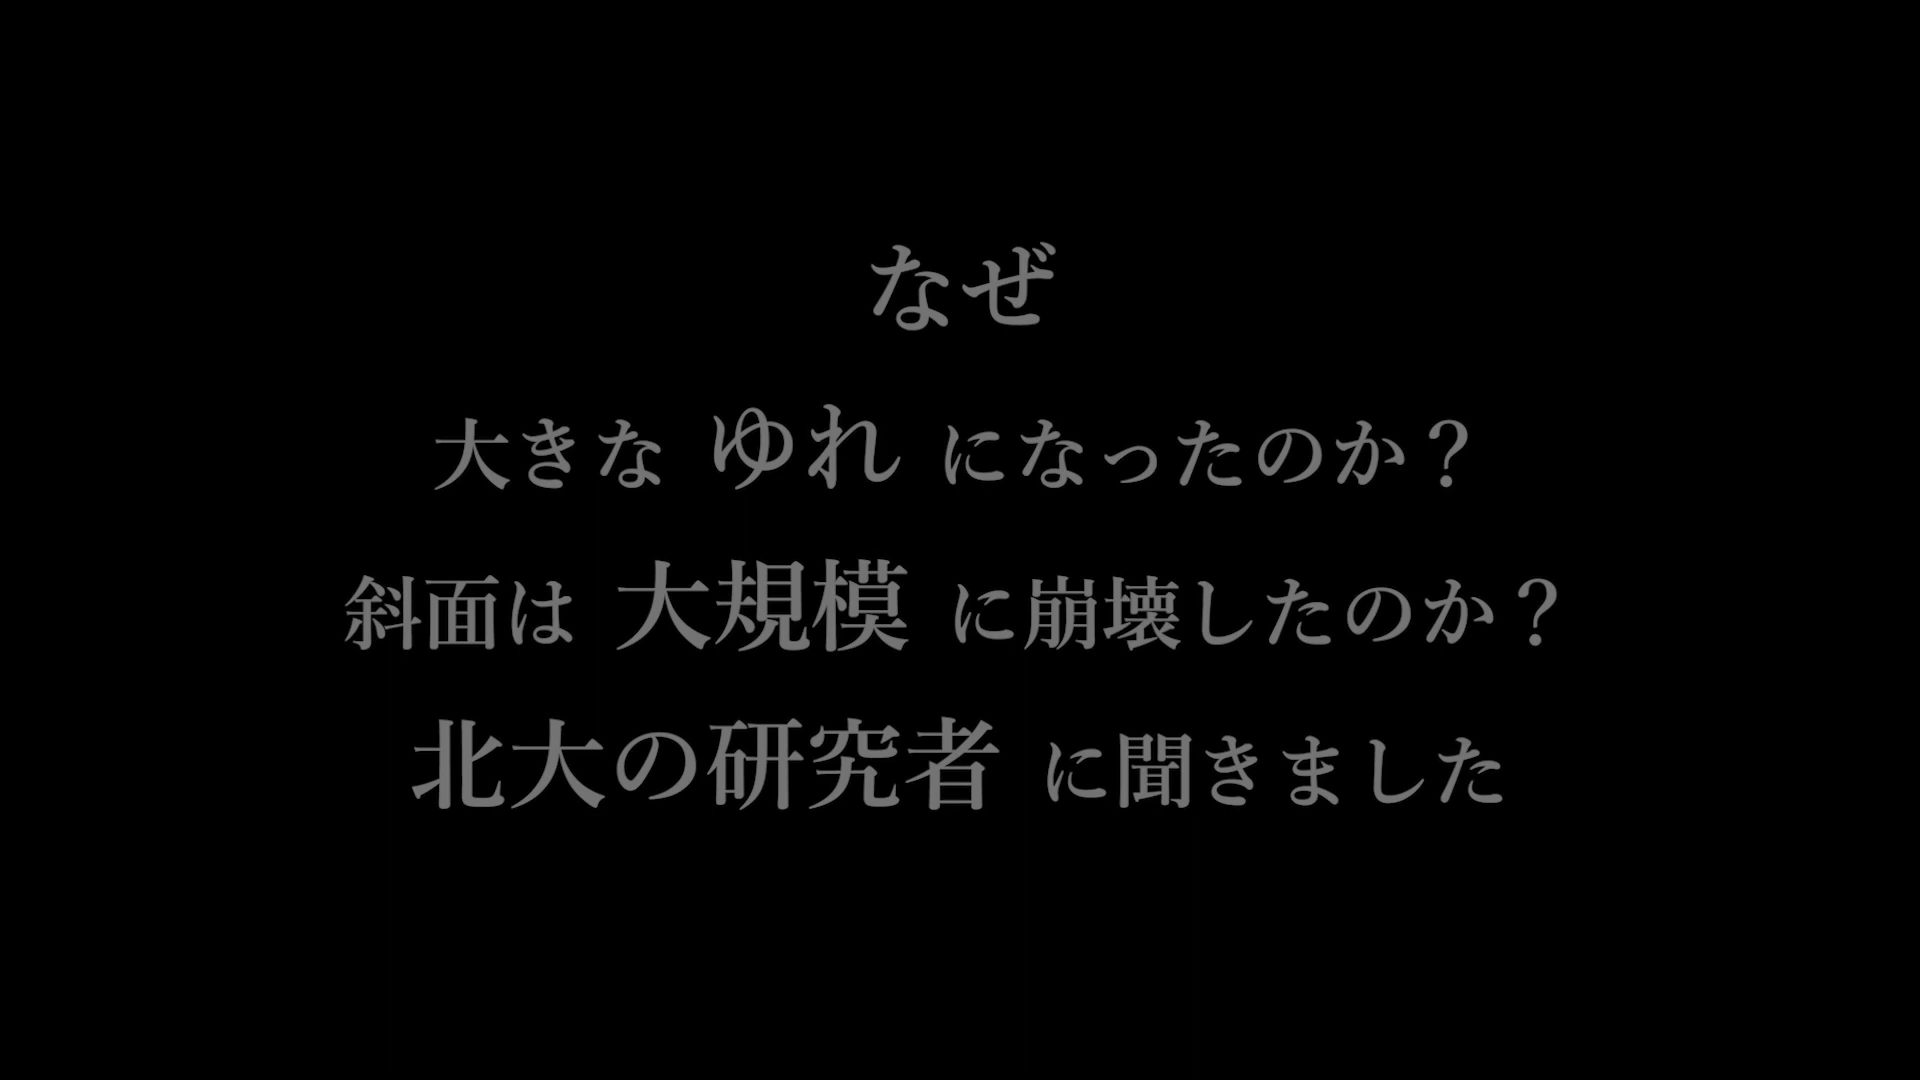 なぜ
大きな ゆれ になったのか？
斜面は 大規模 に崩壊したのか？
北大の研究者 に聞きました